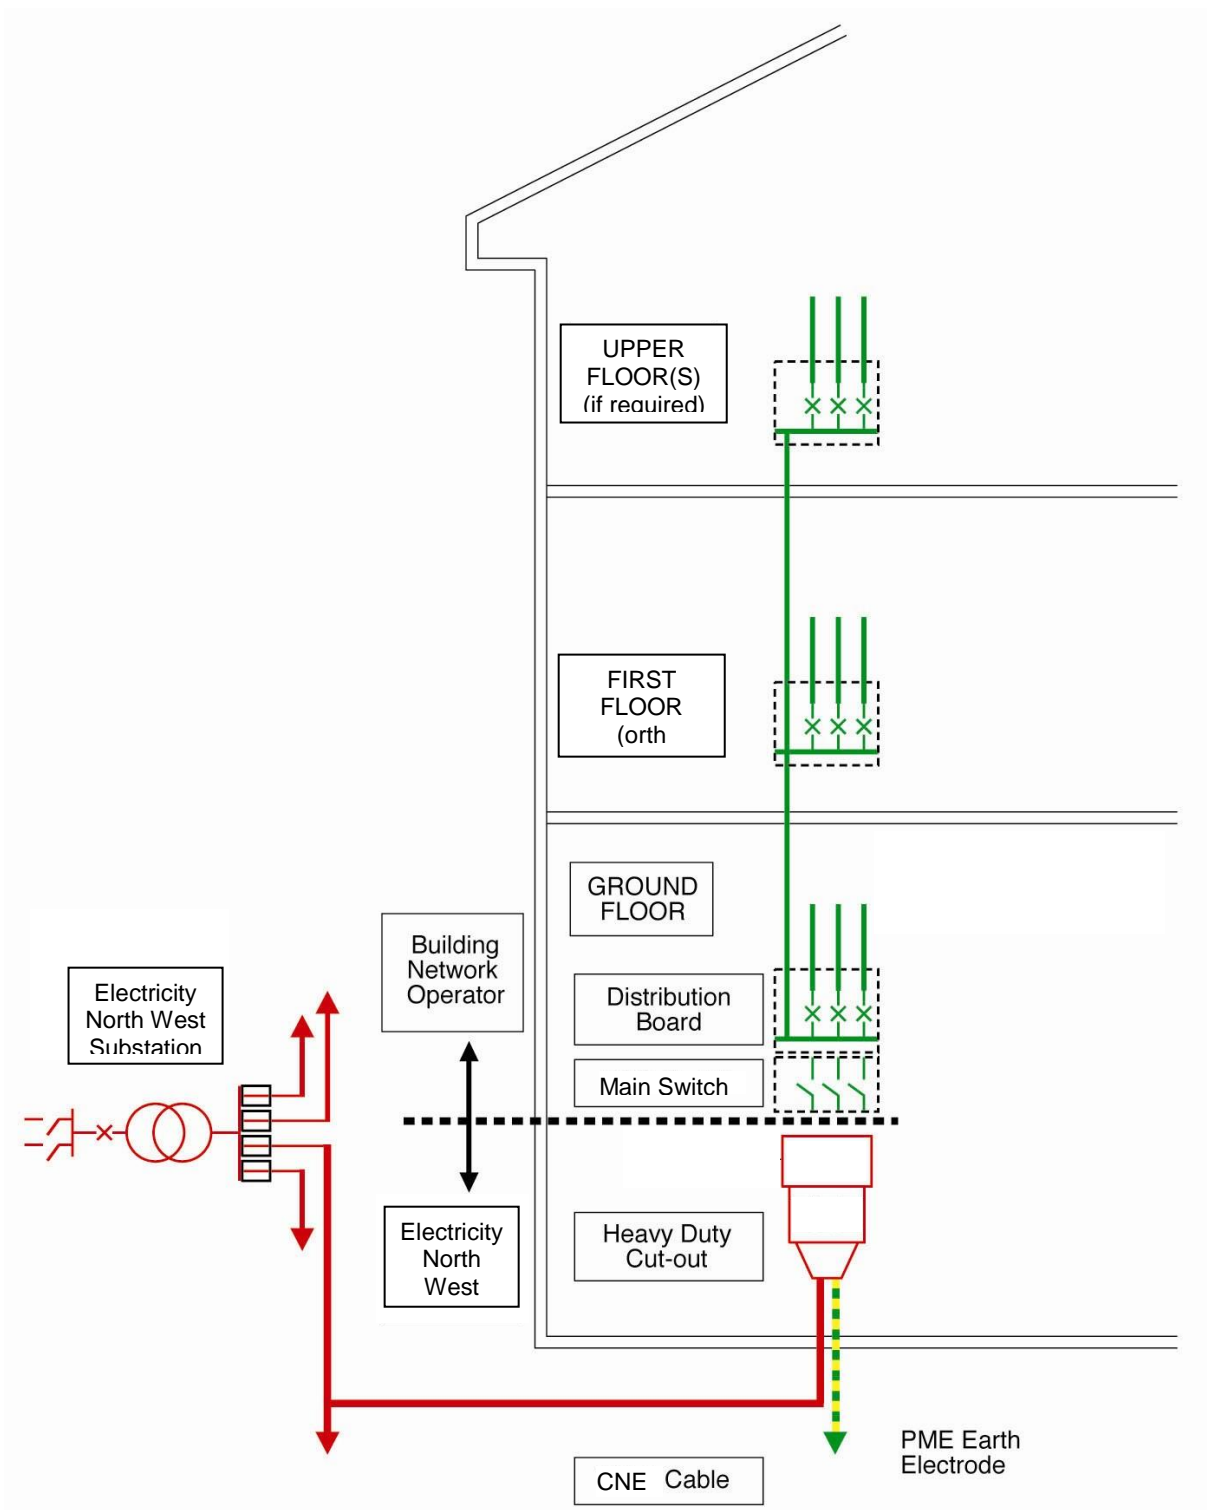 UPPER
FLOOR(S)
(if required)
FIRST
FLOOR
(orth
GROUND
FLOOR
Building
Network
Operator
Electricity
North West
Substation
Distribution
Board
Main Switch
Electricity
North
West
Heavy Duty
Cut-out
PME Earth
Electrode
CNE Cable